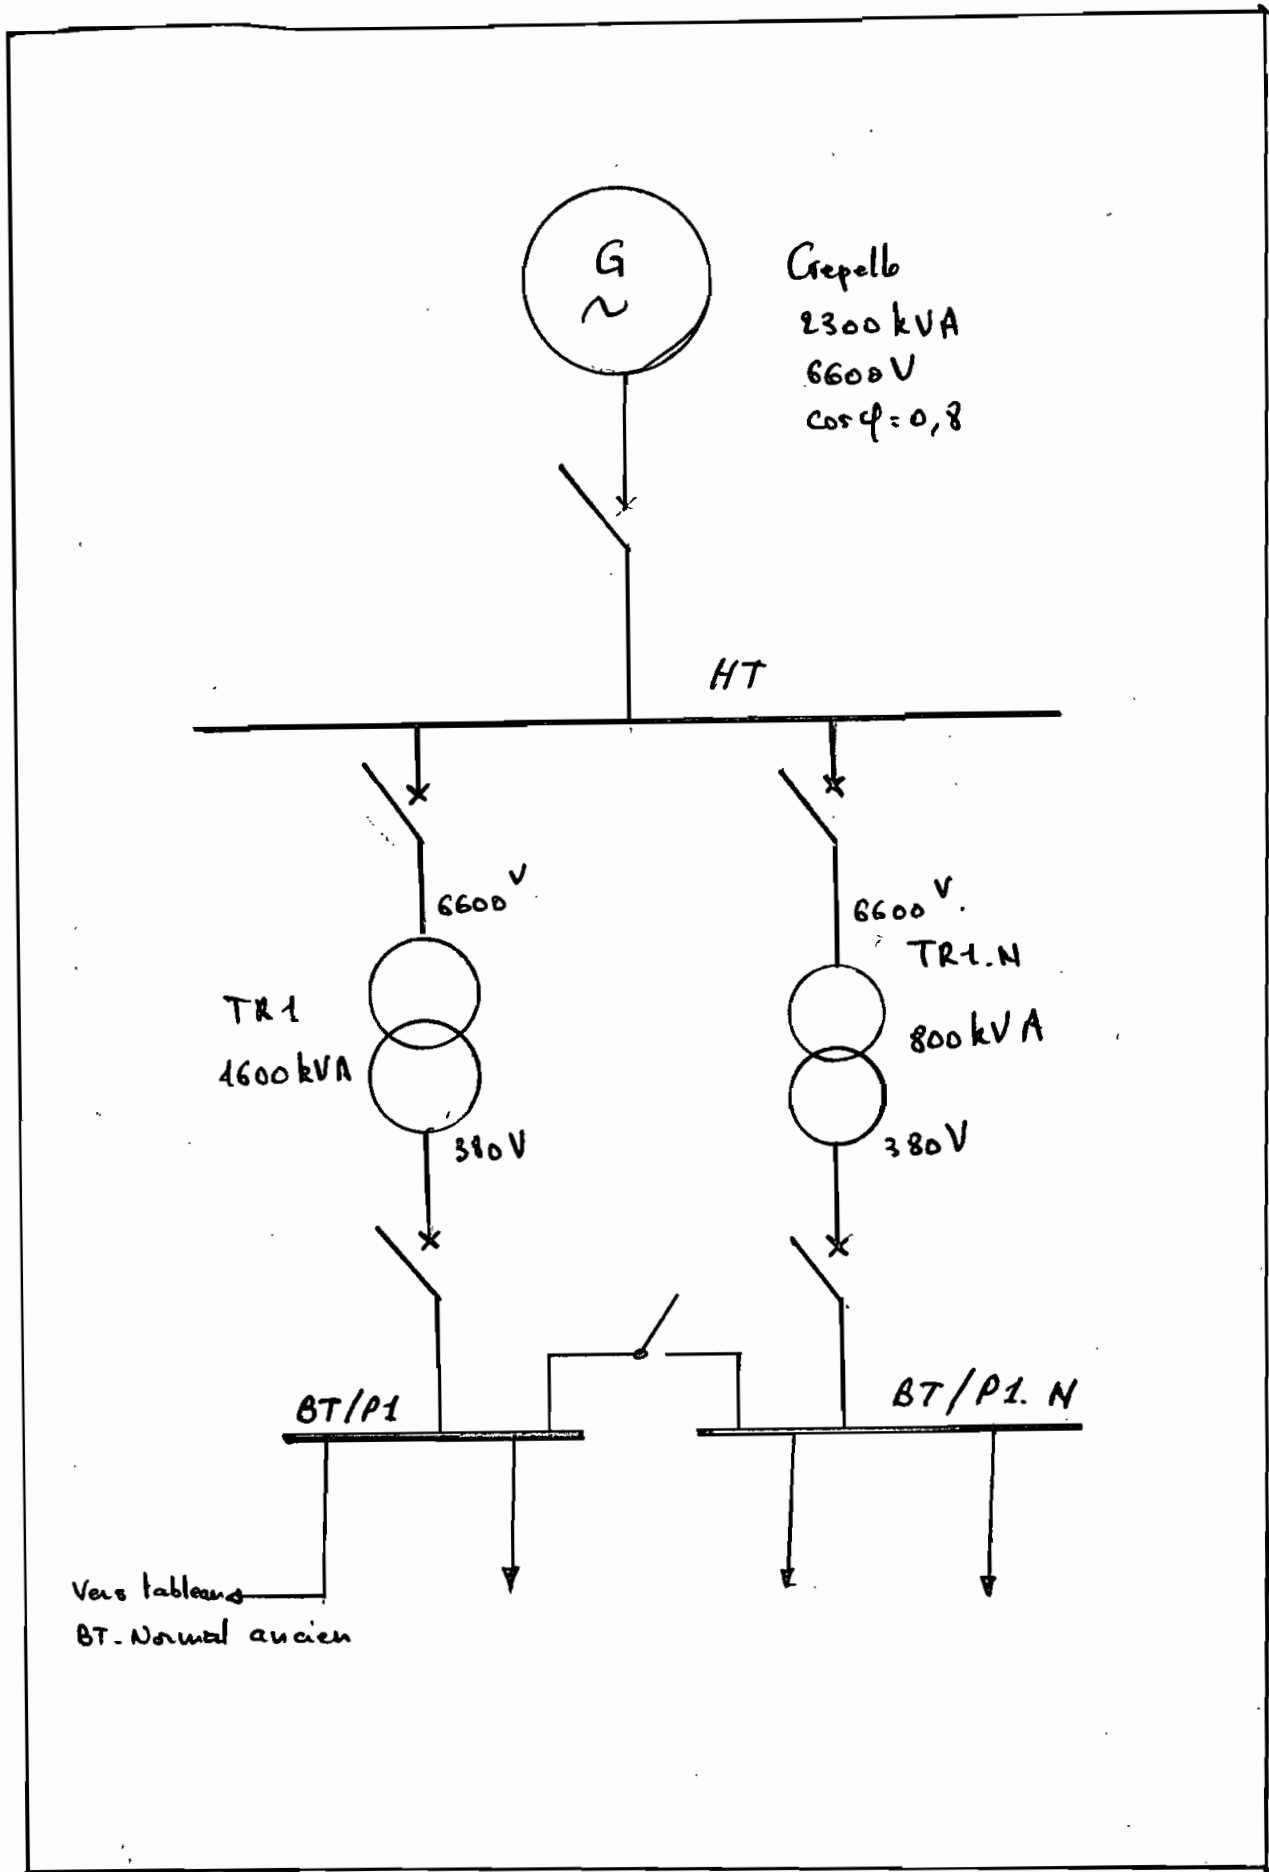 G
~
Crepelle
2300 kVA
6600 V
cos φ = 0,8
HT
6600 V
6600 V.
TR1.N
TR1
800 kVA
1600 kVA
380 V
380 V
BT/P1
BT/P1.N
Vers tableaux
BT-Normal ancien